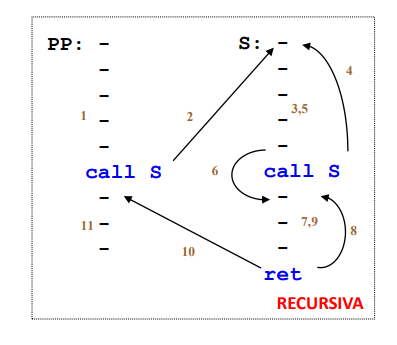 PP: -
S: -
4
1
2
3,5
call S
6
call S
11
7,9
8
10
ret
RECURSIVA